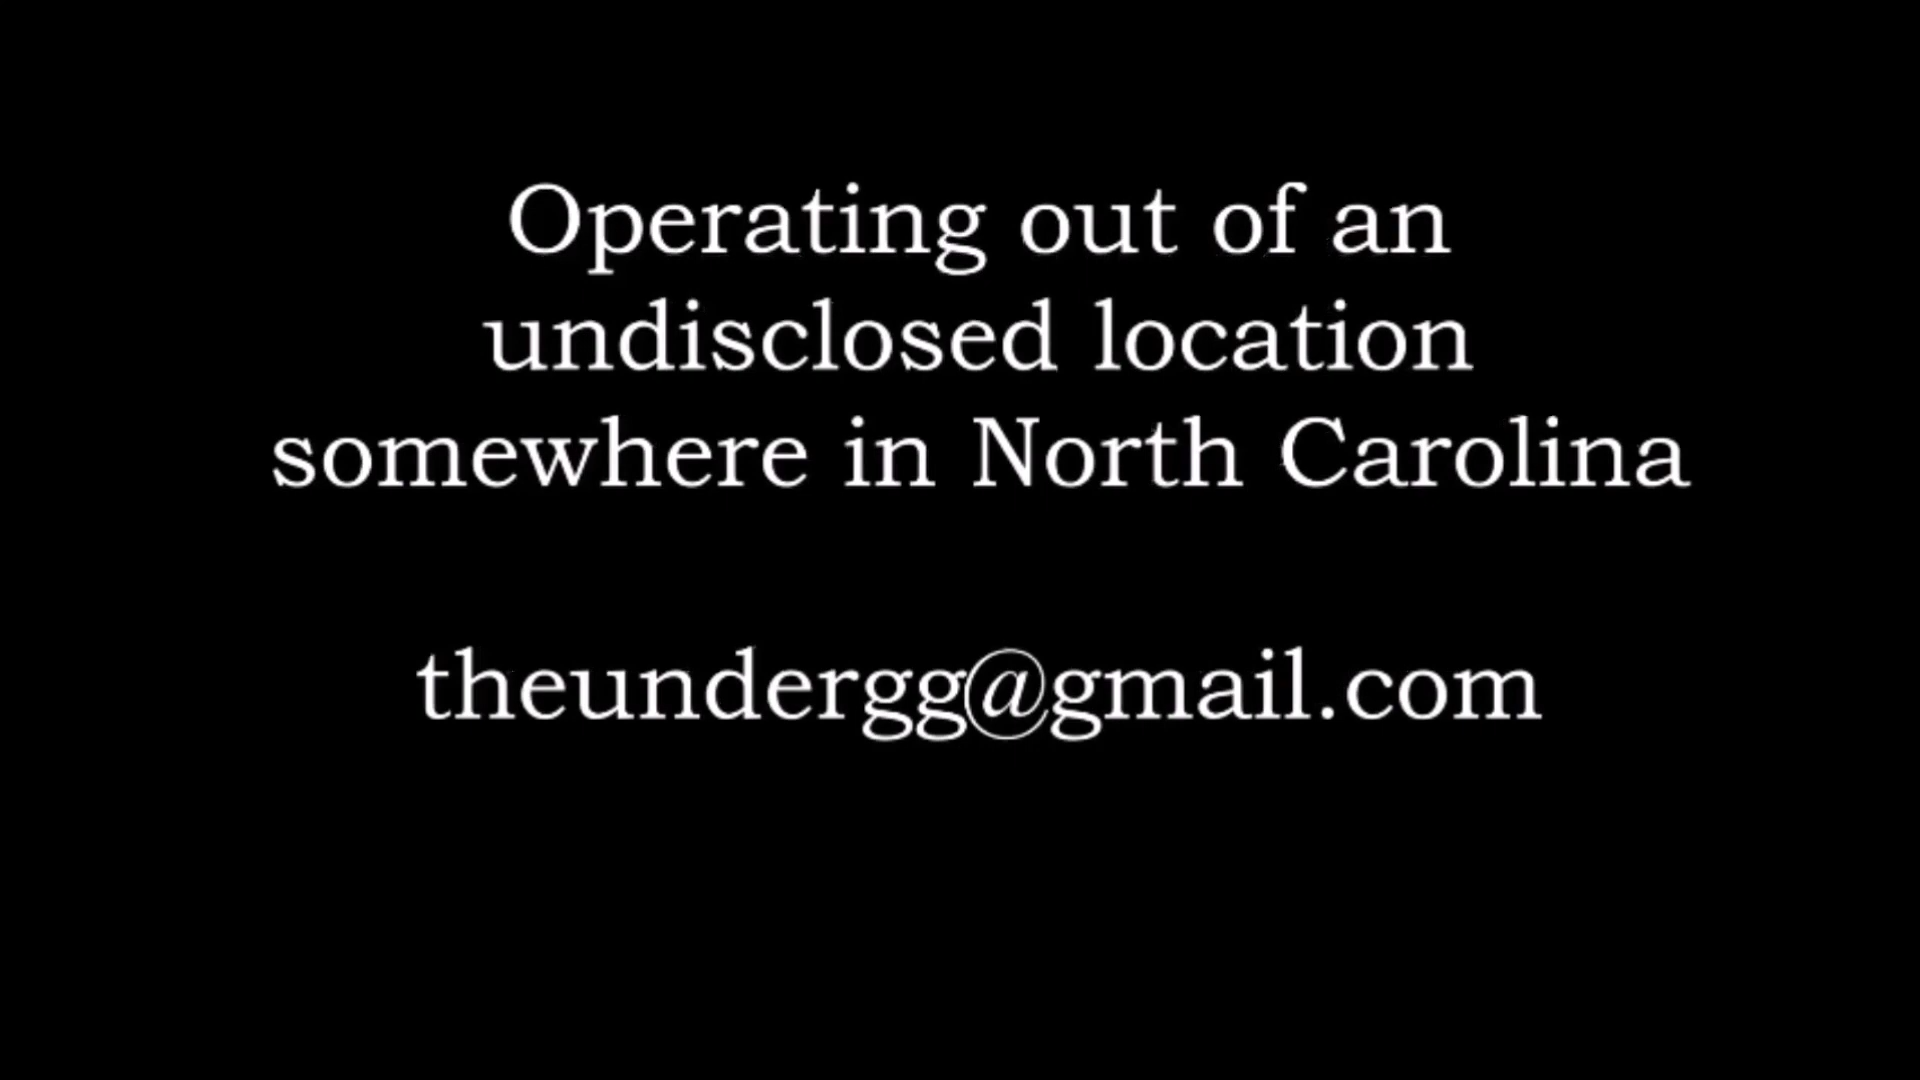 Operating out of an
undisclosed location
somewhere in North Carolina
theundergg@gmail.com